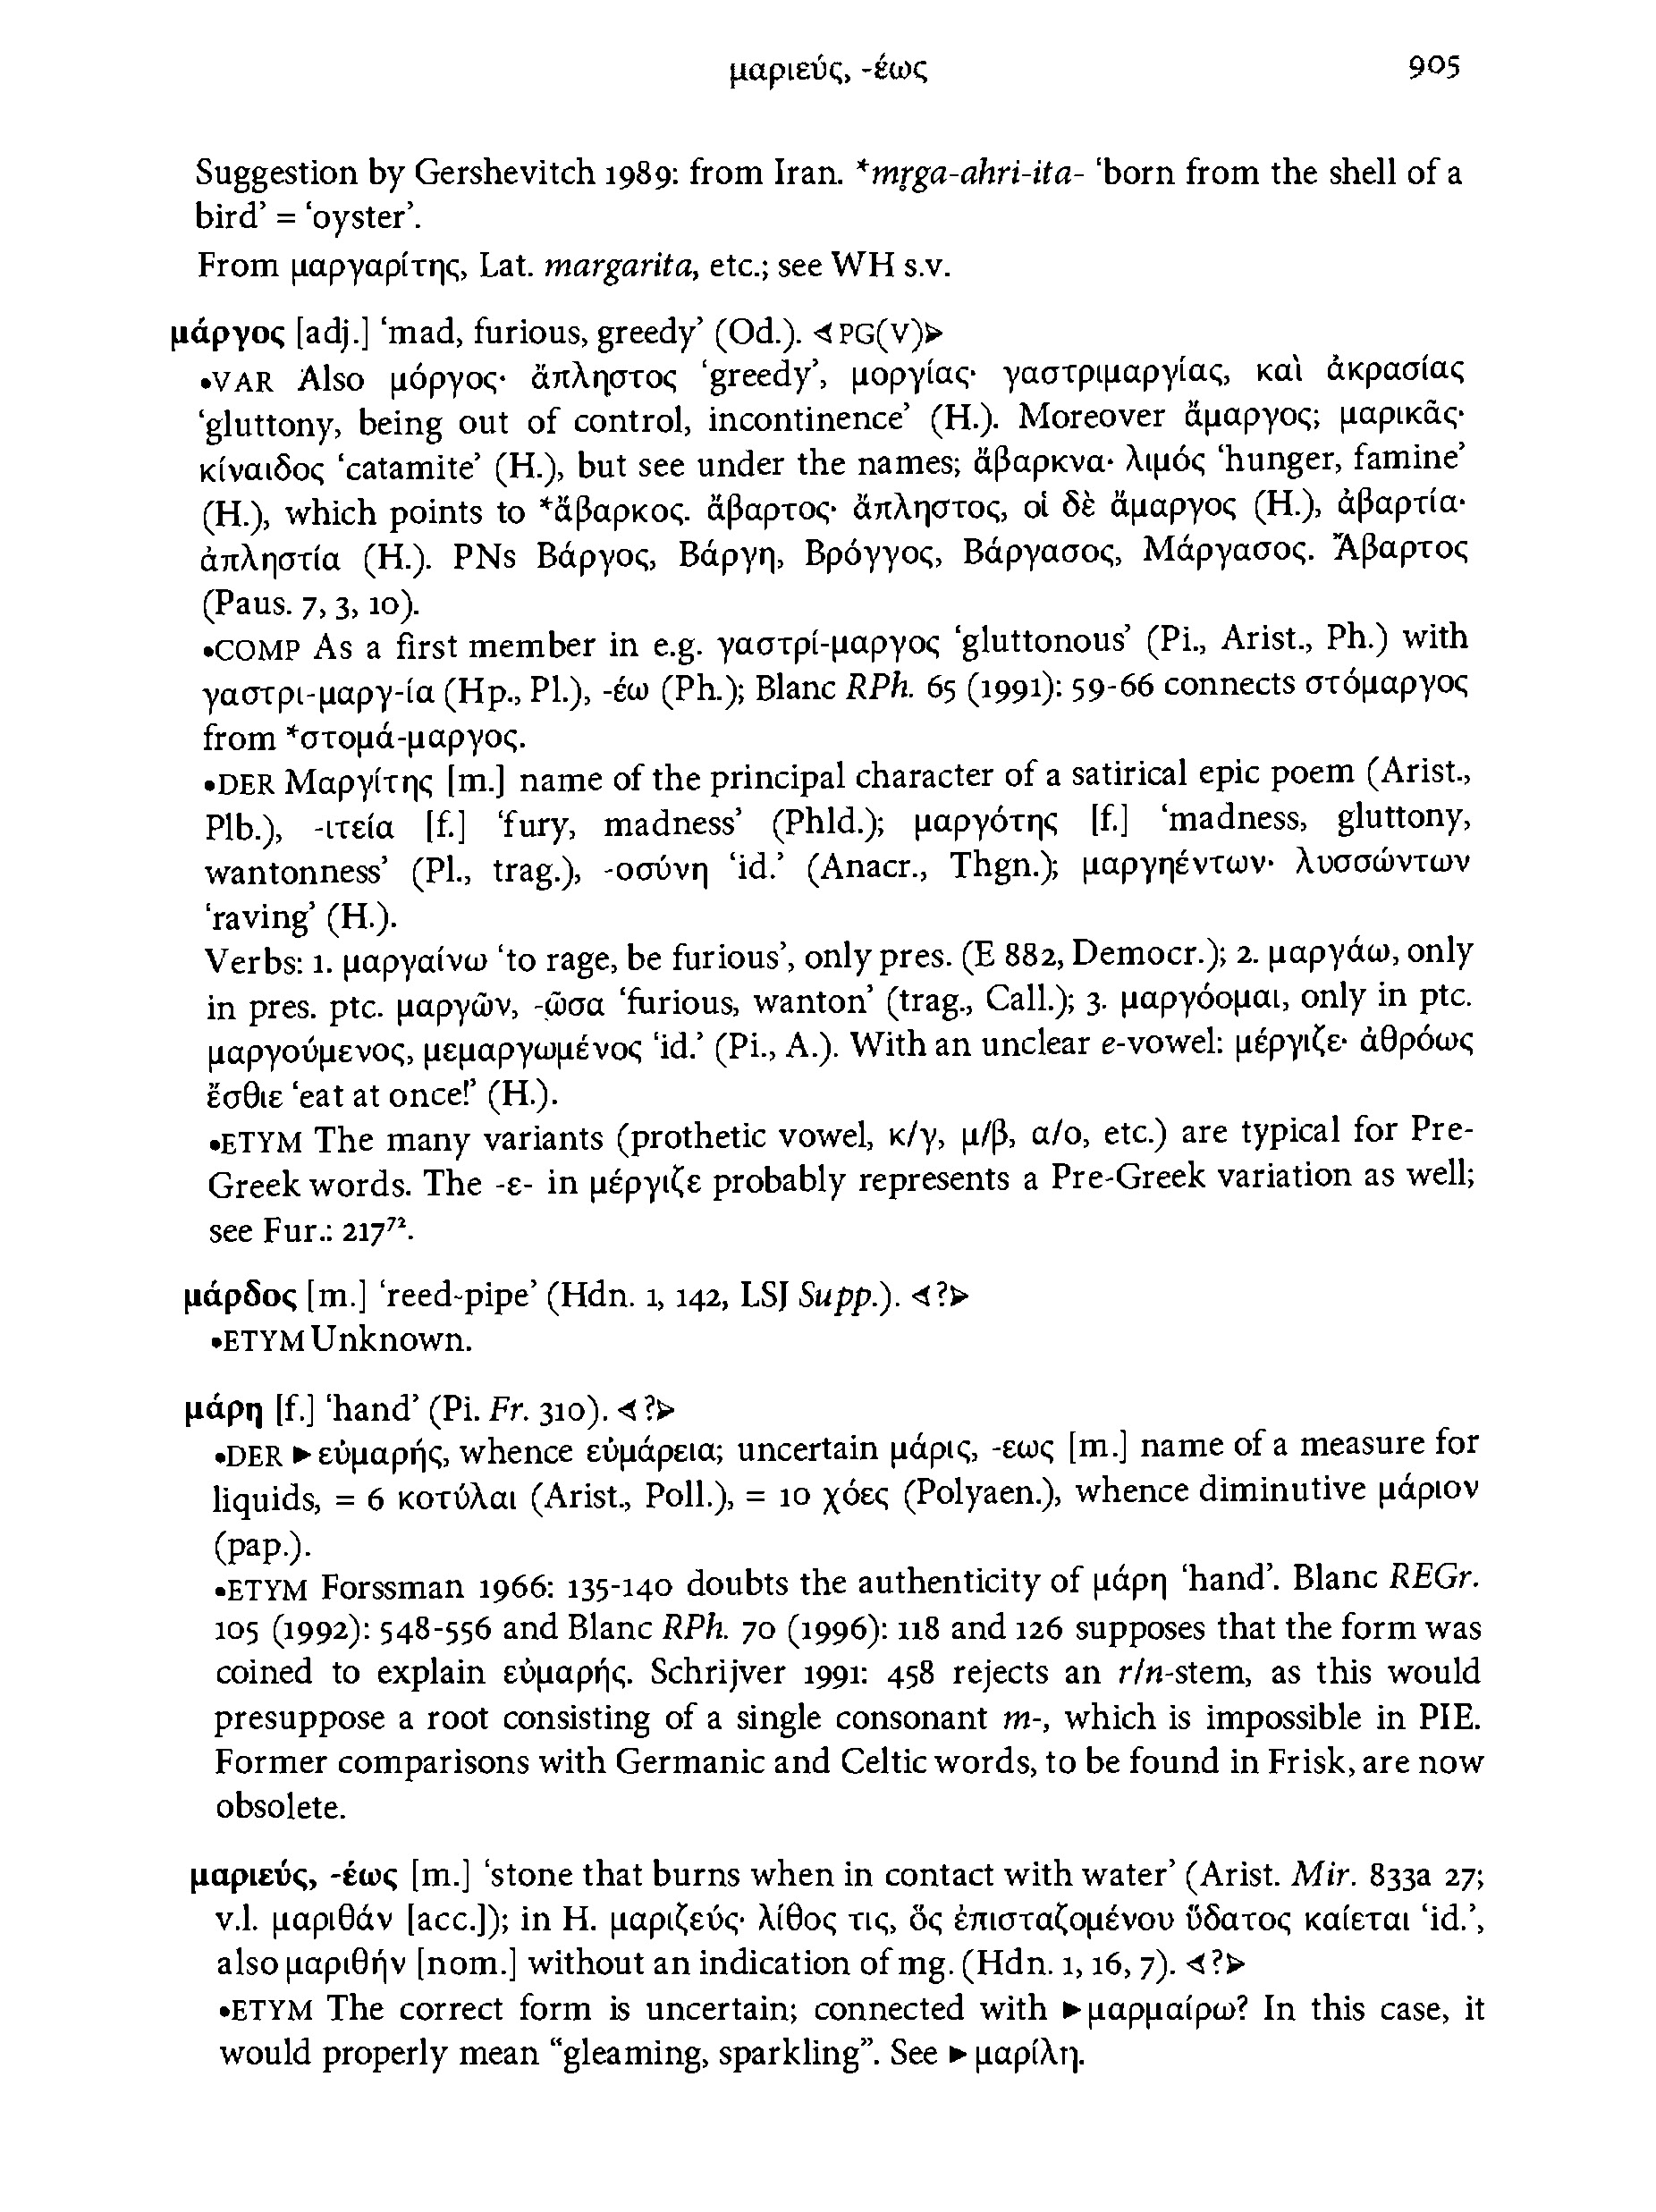 μαριεύς, -έως 905
Suggestion by Gershevitch 1989: from Iran. *mr̥ga-ahri-ita- ‘born from the shell of a
bird’ = ‘oyster’.
From μαργαρίτης, Lat. margarita, etc.; see WH s.v.
μάργος [adj.] ‘mad, furious, greedy’ (Od.). ⊲PG(V)⊳
•VAR Also μόργος· ἄπληστος ‘greedy’, μοργίας· γαστριμαργίας, καὶ ἀκρασίας
‘gluttony, being out of control, incontinence’ (H.). Moreover ἄμαργος; μαρικᾶς·
κίναιδος ‘catamite’ (H.), but see under the names; ἄβαρκνα· λιμός ‘hunger, famine’
(H.), which points to *ἄβαρκος. ἄβαρτος· ἄπληστος, οἱ δὲ ἄμαργος (H.), ἀβαρτία·
ἀπληστία (H.). PNs Βάργος, Βάργη, Βρόγγος, Βάργασος, Μάργασος. Ἄβαρτος
(Paus. 7, 3, 10).
•COMP As a first member in e.g. γαστρί-μαργος ‘gluttonous’ (Pi., Arist., Ph.) with
γαστρι-μαργ-ία (Hp., Pl.), -έω (Ph.); Blanc RPh. 65 (1991): 59-66 connects στόμαργος
from *στομά-μαργος.
•DER Μαργίτης [m.] name of the principal character of a satirical epic poem (Arist.,
Plb.), -ιτεία [f.] ‘fury, madness’ (Phld.); μαργότης [f.] ‘madness, gluttony,
wantonness’ (Pl., trag.), -οσύνη ‘id.’ (Anacr., Thgn.); μαργηέντων· λυσσώντων
‘raving’ (H.).
Verbs: 1. μαργαίνω ‘to rage, be furious’, only pres. (E 882, Democr.); 2. μαργάω, only
in pres. ptc. μαργῶν, -ῶσα ‘furious, wanton’ (trag., Call.); 3. μαργόομαι, only in ptc.
μαργούμενος, μεμαργωμένος ‘id.’ (Pi., A.). With an unclear e-vowel: μέργιζε· ἀθρόως
ἔσθιε ‘eat at once!’ (H.).
•ETYM The many variants (prothetic vowel, κ/γ, μ/β, α/ο, etc.) are typical for Pre-
Greek words. The -ε- in μέργιζε probably represents a Pre-Greek variation as well;
see Fur.: 217⁷².
μάρδος [m.] ‘reed-pipe’ (Hdn. 1, 142, LSJ Supp.). ⊲?⊳
•ETYM Unknown.
μάρη [f.] ‘hand’ (Pi. Fr. 310). ⊲?⊳
•DER ►εὐμαρής, whence εὐμάρεια; uncertain μάρις, -εως [m.] name of a measure for
liquids, = 6 κοτύλαι (Arist., Poll.), = 10 χόες (Polyaen.), whence diminutive μάριον
(pap.).
•ETYM Forssman 1966: 135-140 doubts the authenticity of μάρη ‘hand’. Blanc REGr.
105 (1992): 548-556 and Blanc RPh. 70 (1996): 118 and 126 supposes that the form was
coined to explain εὐμαρής. Schrijver 1991: 458 rejects an r/n-stem, as this would
presuppose a root consisting of a single consonant m-, which is impossible in PIE.
Former comparisons with Germanic and Celtic words, to be found in Frisk, are now
obsolete.
μαριεύς, -έως [m.] ‘stone that burns when in contact with water’ (Arist. Mir. 833a 27;
v.l. μαριθάν [acc.]); in H. μαριζεύς· λίθος τις, ὃς ἐπισταζομένου ὕδατος καίεται ‘id.’,
also μαριθήν [nom.] without an indication of mg. (Hdn. 1, 16, 7). ⊲?⊳
•ETYM The correct form is uncertain; connected with ►μαρμαίρω? In this case, it
would properly mean “gleaming, sparkling”. See ►μαρίλη.